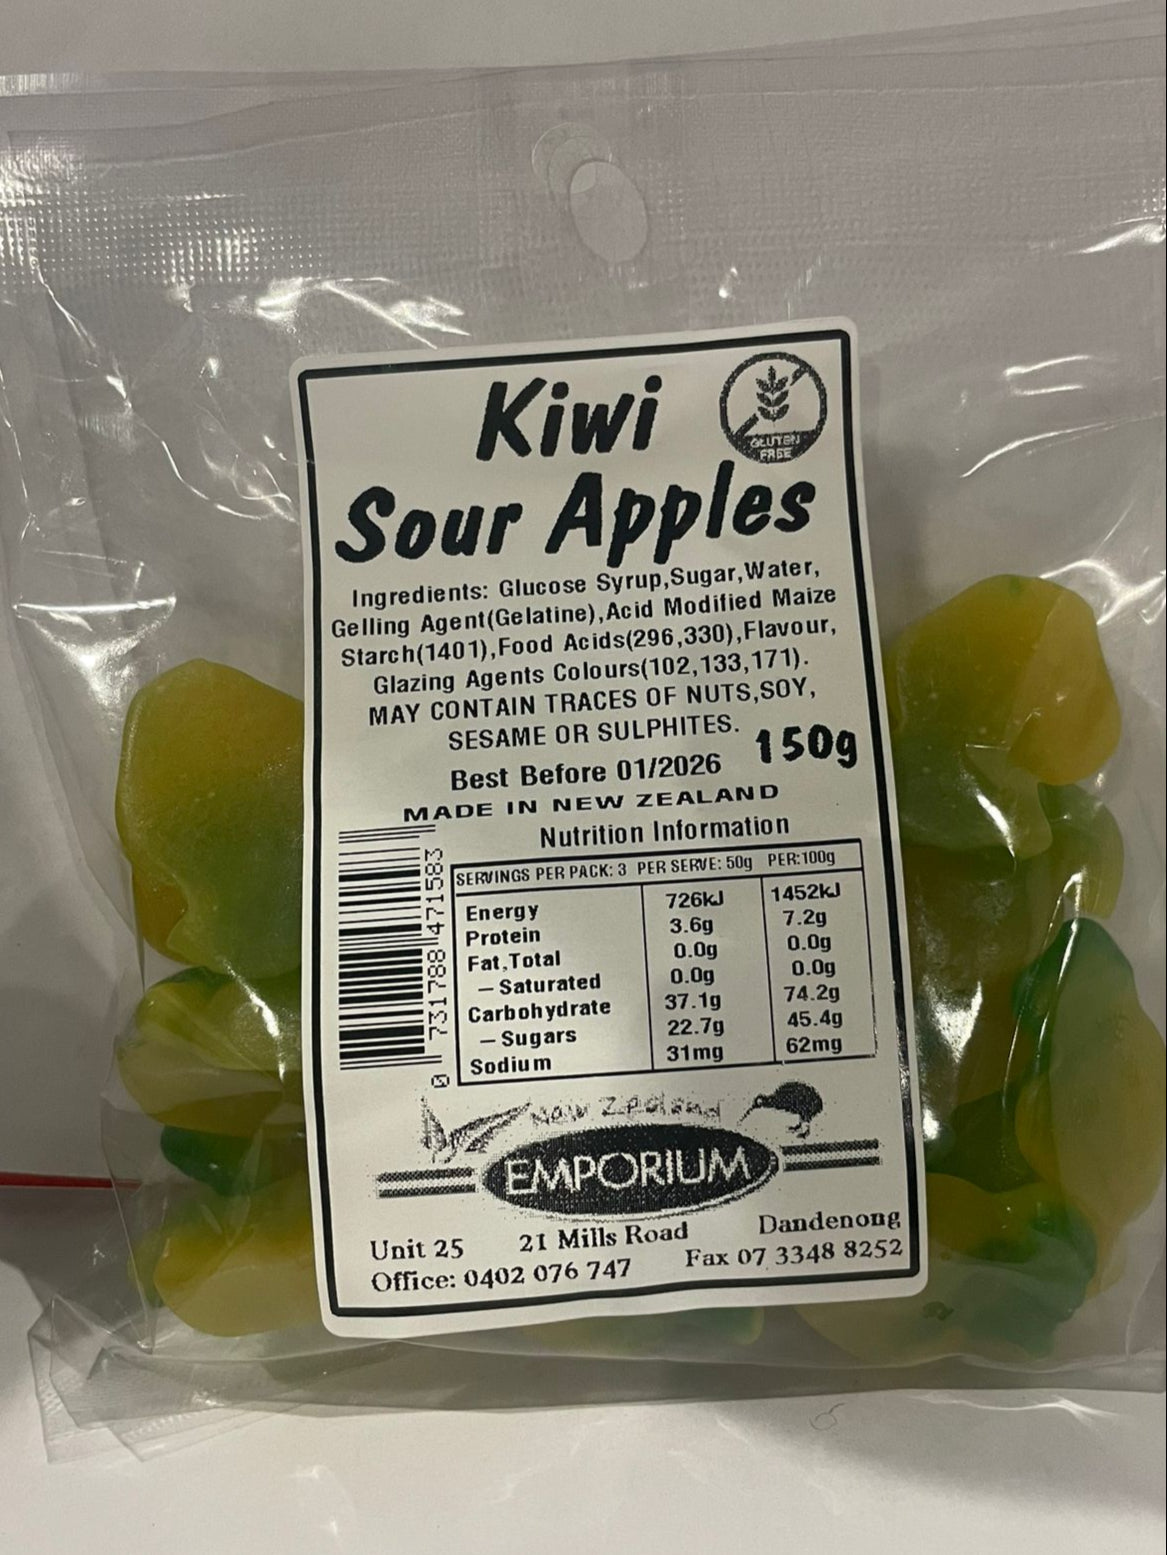 Kiwi
GLUTEN
FREE
Sour Apples
Ingredients: Glucose Syrup,Sugar,Water,
Gelling Agent(Gelatine),Acid Modified Maize
Starch(1401),Food Acids(296,330),Flavour,
Glazing Agents Colours(102,133,171).
MAY CONTAIN TRACES OF NUTS,SOY,
SESAME OR SULPHITES.
150g
Best Before 01/2026
MADE IN NEW ZEALAND
Nutrition Information
SERVINGS PER PACK: 3 PER SERVE: 50g PER:100g
Energy 726kJ 1452kJ
Protein 3.6g 7.2g
Fat,Total 0.0g 0.0g
– Saturated 0.0g 0.0g
Carbohydrate 37.1g 74.2g
– Sugars 22.7g 45.4g
Sodium 31mg 62mg
0 731788 471583
New Zealand
EMPORIUM
Unit 25 21 Mills Road Dandenong
Office: 0402 076 747 Fax 07 3348 8252